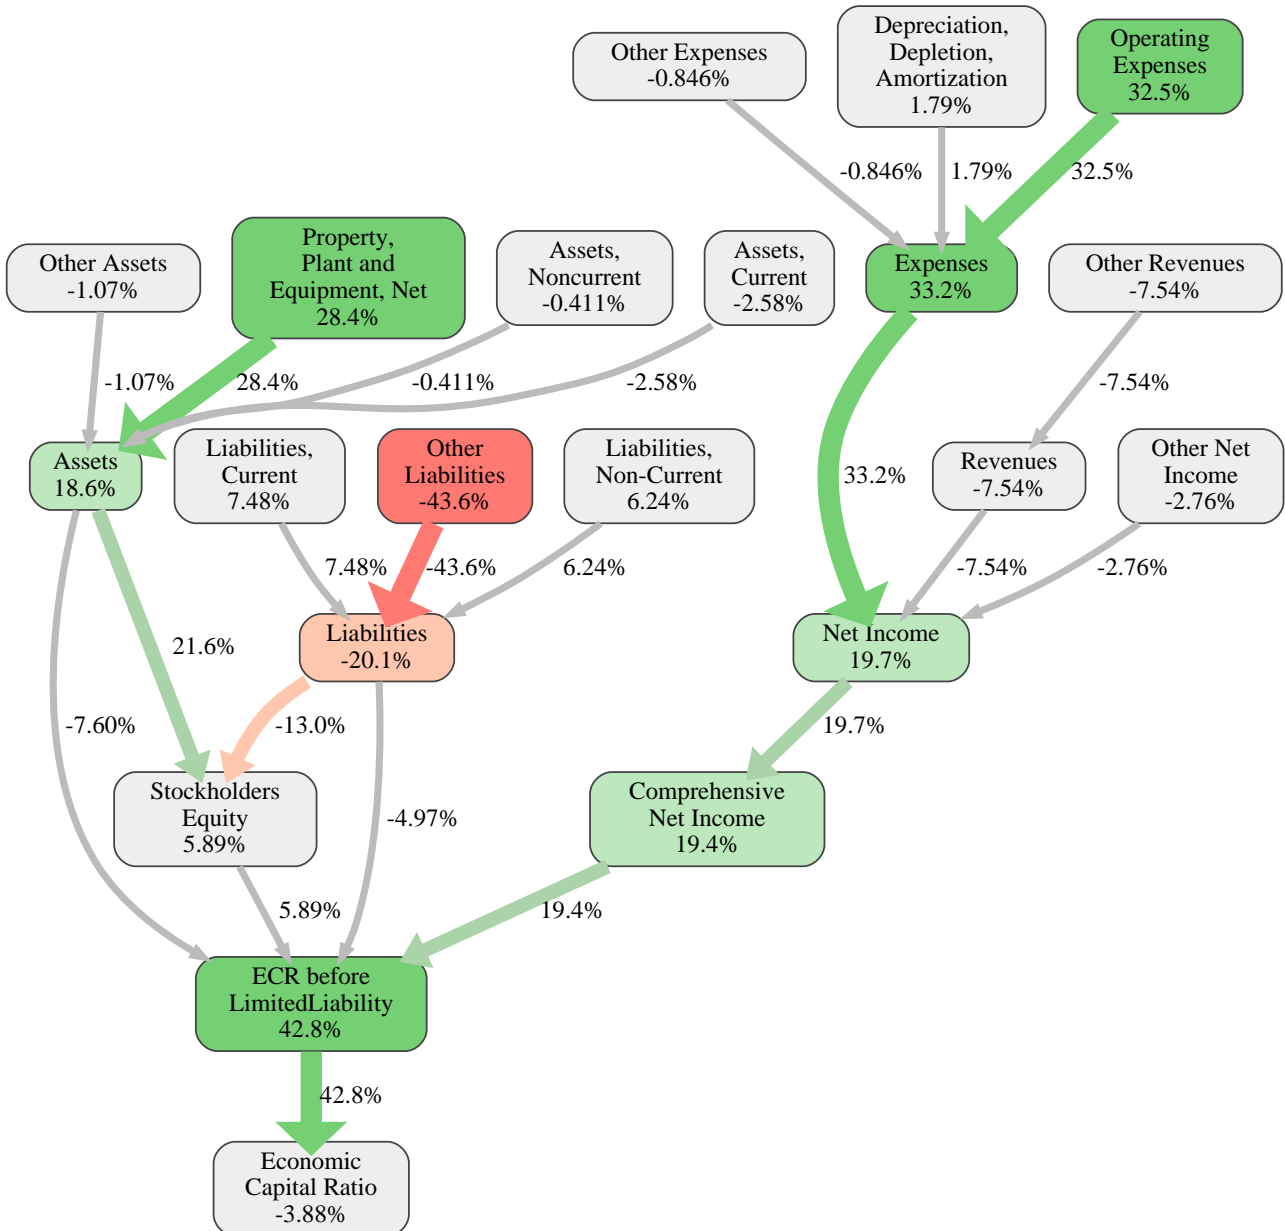 Other Expenses
-0.846%
Depreciation,
Depletion,
Amortization
1.79%
Operating
Expenses
32.5%
-0.846%
1.79%
32.5%
Other Assets
-1.07%
Property,
Plant and
Equipment, Net
28.4%
Assets,
Noncurrent
-0.411%
Assets,
Current
-2.58%
Expenses
33.2%
Other Revenues
-7.54%
-1.07%
28.4%
-0.411%
-2.58%
-7.54%
Assets
18.6%
Liabilities,
Current
7.48%
Other
Liabilities
-43.6%
Liabilities,
Non-Current
6.24%
33.2%
Revenues
-7.54%
Other Net
Income
-2.76%
7.48%
-43.6%
6.24%
-7.54%
-2.76%
21.6%
Liabilities
-20.1%
Net Income
19.7%
-7.60%
-13.0%
19.7%
Stockholders
Equity
5.89%
-4.97%
Comprehensive
Net Income
19.4%
5.89%
19.4%
ECR before
LimitedLiability
42.8%
42.8%
Economic
Capital Ratio
-3.88%